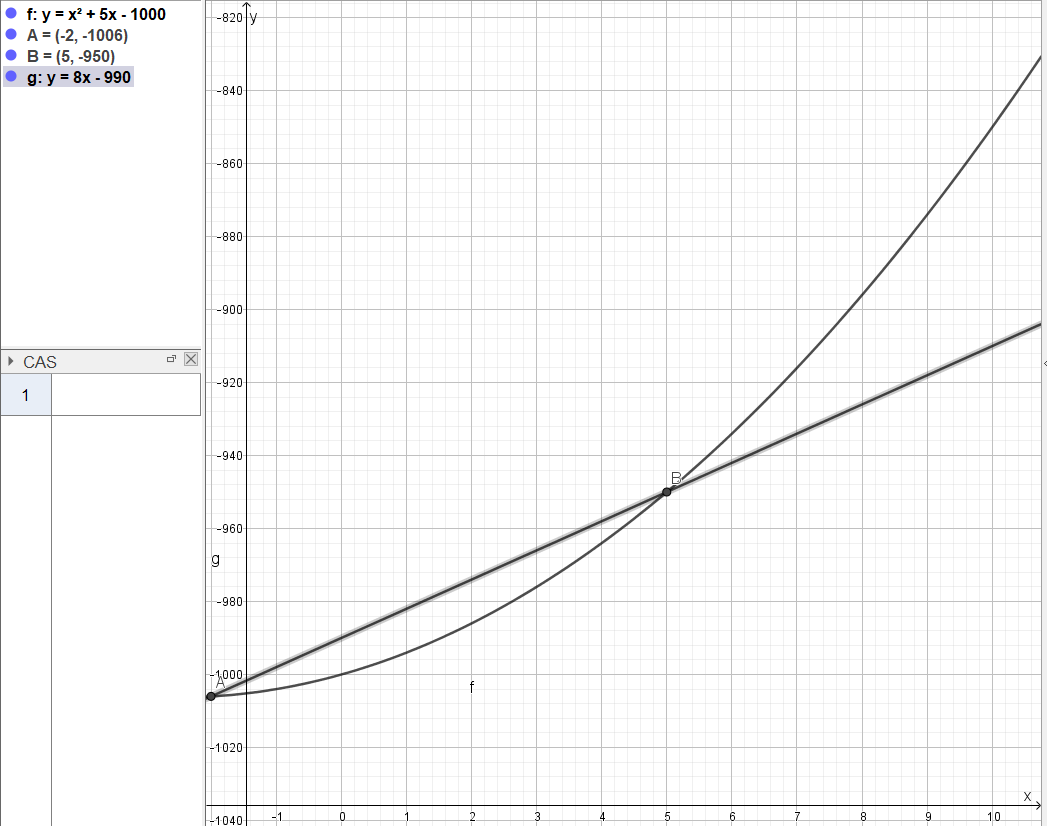 f: y = x² + 5x - 1000
A = (-2, -1006)
B = (5, -950)
g: y = 8x - 990
CAS
1
y
-820
-840
-860
-880
-900
-920
-940
B
-960
g
-980
-1000
A
f
-1020
x
-1040
-1 0 1 2 3 4 5 6 7 8 9 10